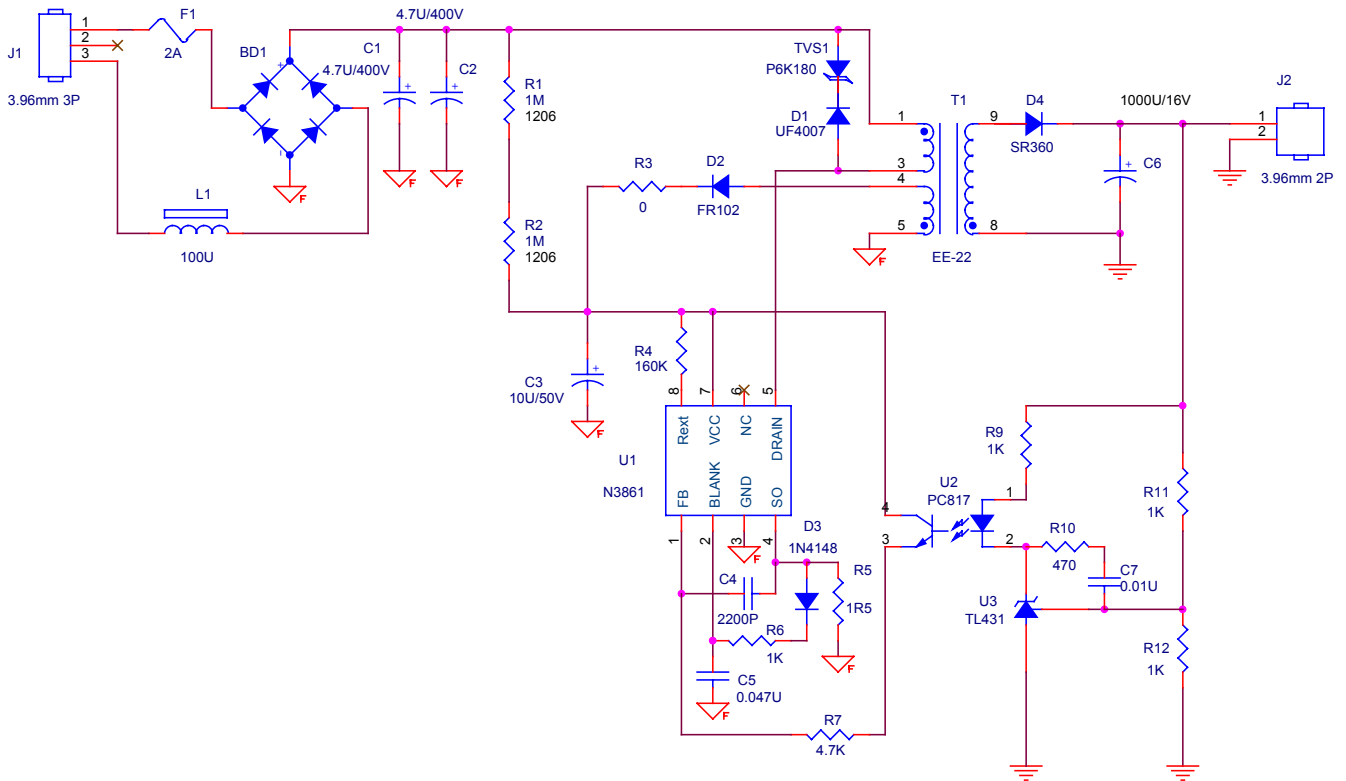 J1
1
2
3
3.96mm 3P
F1
2A
BD1
+
-
L1
100U
4.7U/400V
C1
4.7U/400V
+
C2
+
F
F
F
R1
1M
1206
R2
1M
1206
TVS1
P6K180
D1
UF4007
R3
0
D2
FR102
T1
1
3
4
5
9
8
EE-22
F
D4
SR360
1000U/16V
C6
+
J2
1
2
3.96mm 2P
C3
10U/50V
+
F
R4
160K
8
7
6
5
Rext
VCC
NC
DRAIN
U1
N3861
FB
BLANK
GND
SO
1
2
3
4
F
D3
1N4148
C4
2200P
R5
1R5
F
R6
1K
C5
0.047U
F
R7
4.7K
U2
PC817
4
3
1
2
R9
1K
R10
470
C7
0.01U
U3
TL431
R11
1K
R12
1K